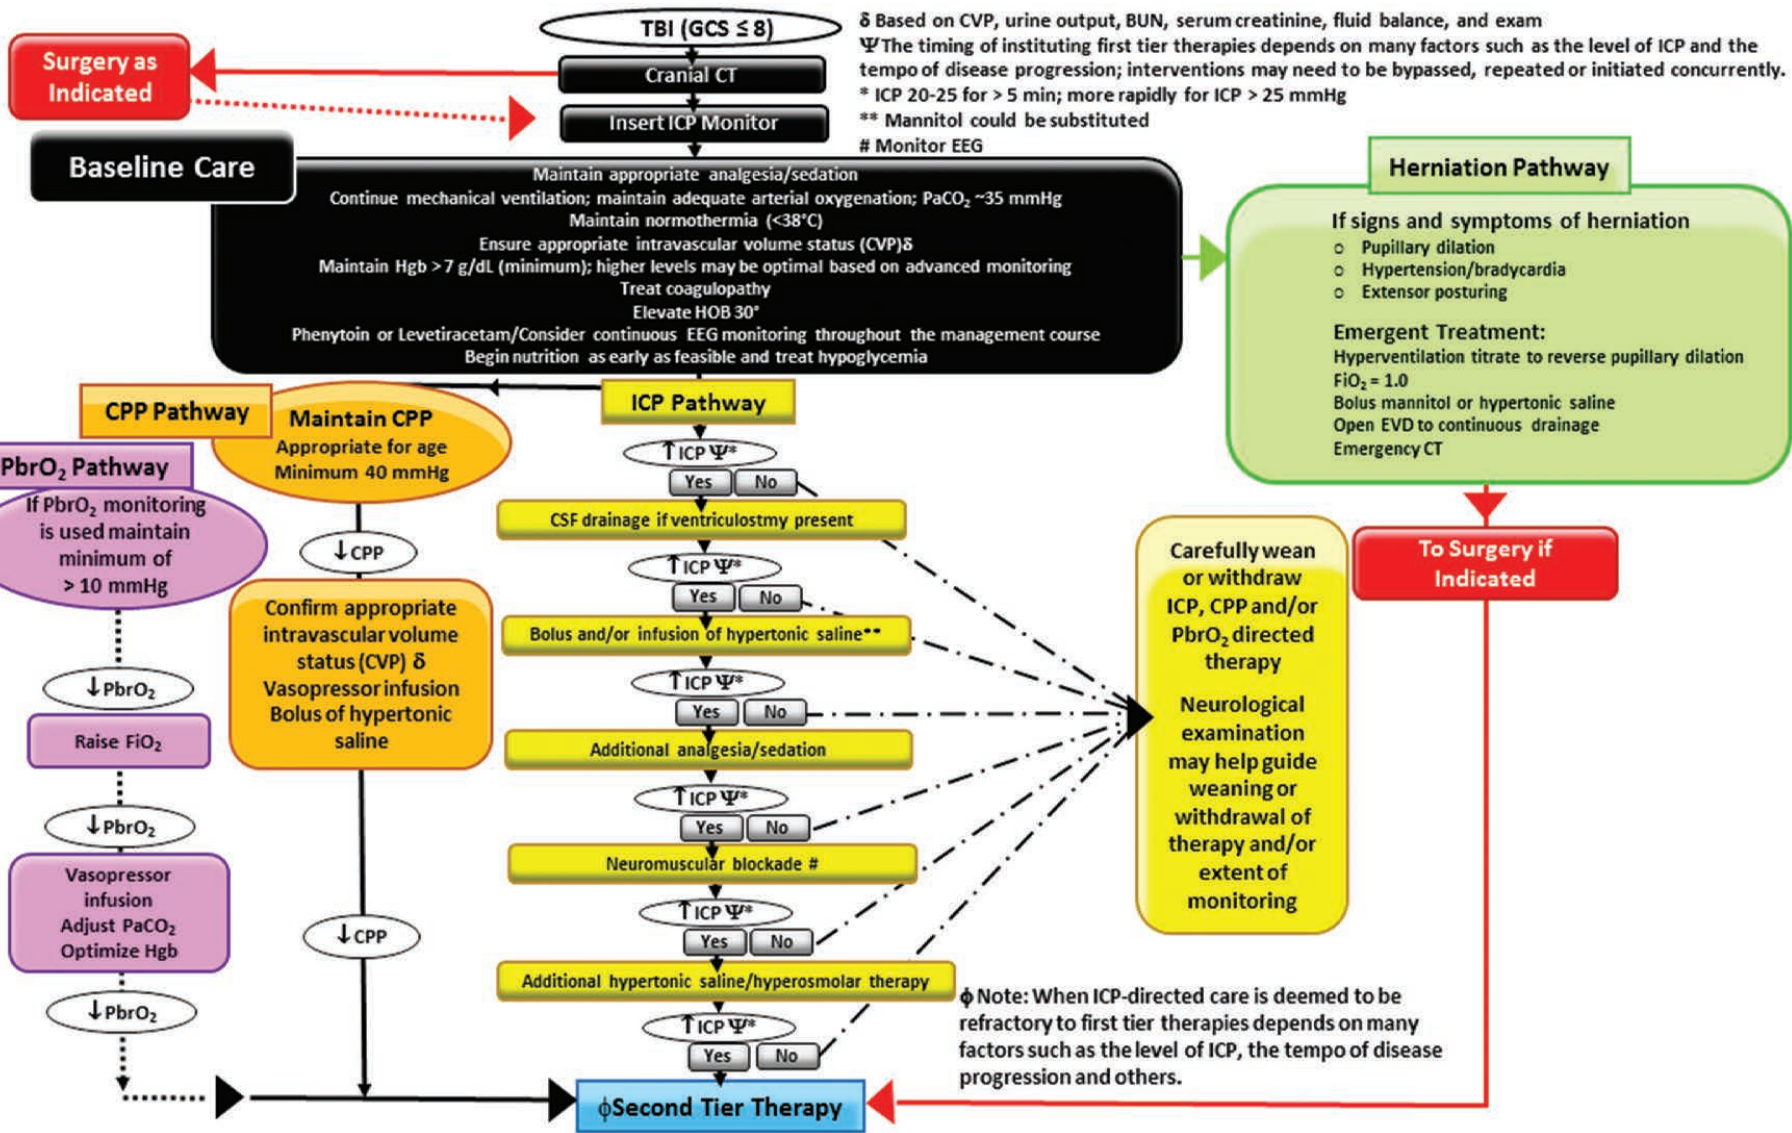 TBI (GCS ≤ 8)
Cranial CT
Insert ICP Monitor
Surgery as
Indicated
δ Based on CVP, urine output, BUN, serum creatinine, fluid balance, and exam
Ψ The timing of instituting first tier therapies depends on many factors such as the level of ICP and the
tempo of disease progression; interventions may need to be bypassed, repeated or initiated concurrently.
* ICP 20-25 for > 5 min; more rapidly for ICP > 25 mmHg
** Mannitol could be substituted
# Monitor EEG
Baseline Care
Maintain appropriate analgesia/sedation
Continue mechanical ventilation; maintain adequate arterial oxygenation; PaCO₂ ~35 mmHg
Maintain normothermia (<38°C)
Ensure appropriate intravascular volume status (CVP)δ
Maintain Hgb > 7 g/dL (minimum); higher levels may be optimal based on advanced monitoring
Treat coagulopathy
Elevate HOB 30°
Phenytoin or Levetiracetam/Consider continuous EEG monitoring throughout the management course
Begin nutrition as early as feasible and treat hypoglycemia
Herniation Pathway
If signs and symptoms of herniation
o Pupillary dilation
o Hypertension/bradycardia
o Extensor posturing
Emergent Treatment:
Hyperventilation titrate to reverse pupillary dilation
FiO₂ = 1.0
Bolus mannitol or hypertonic saline
Open EVD to continuous drainage
Emergency CT
To Surgery if
Indicated
PbrO₂ Pathway
If PbrO₂ monitoring
is used maintain
minimum of
> 10 mmHg
↓PbrO₂
Raise FiO₂
↓PbrO₂
Vasopressor
infusion
Adjust PaCO₂
Optimize Hgb
↓PbrO₂
CPP Pathway
Maintain CPP
Appropriate for age
Minimum 40 mmHg
↓CPP
Confirm appropriate
intravascular volume
status (CVP) δ
Vasopressor infusion
Bolus of hypertonic
saline
↓CPP
ICP Pathway
↑ICP Ψ*
Yes No
CSF drainage if ventriculostmy present
↑ICP Ψ*
Yes No
Bolus and/or infusion of hypertonic saline**
↑ICP Ψ*
Yes No
Additional analgesia/sedation
↑ICP Ψ*
Yes No
Neuromuscular blockade #
↑ICP Ψ*
Yes No
Additional hypertonic saline/hyperosmolar therapy
↑ICP Ψ*
Yes No
ϕSecond Tier Therapy
Carefully wean
or withdraw
ICP, CPP and/or
PbrO₂ directed
therapy
Neurological
examination
may help guide
weaning or
withdrawal of
therapy and/or
extent of
monitoring
ϕ Note: When ICP-directed care is deemed to be
refractory to first tier therapies depends on many
factors such as the level of ICP, the tempo of disease
progression and others.